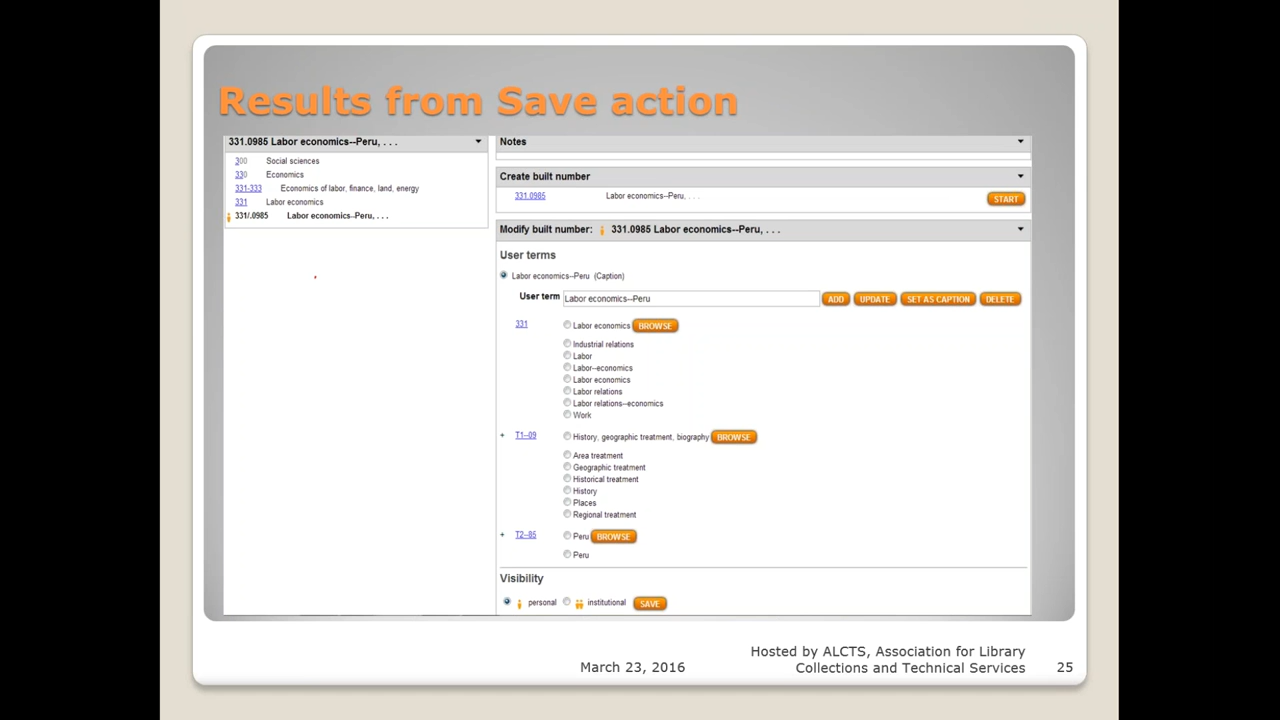 Results from Save action
331.0985 Labor economics--Peru, . . .
300 Social sciences
330 Economics
331-333 Economics of labor, finance, land, energy
331 Labor economics
331/.0985 Labor economics--Peru, . . .
Notes
Create built number
331.0985 Labor economics--Peru, . . .
START
Modify built number: 331.0985 Labor economics--Peru, . . .
User terms
Labor economics--Peru (Caption)
User term Labor economics--Peru ADD UPDATE SET AS CAPTION DELETE
331 Labor economics BROWSE
Industrial relations
Labor
Labor--economics
Labor economics
Labor relations
Labor relations--economics
Work
+ T1--09 History, geographic treatment, biography BROWSE
Area treatment
Geographic treatment
Historical treatment
History
Places
Regional treatment
+ T2--85 Peru BROWSE
Peru
Visibility
personal institutional SAVE
Hosted by ALCTS, Association for Library
March 23, 2016 Collections and Technical Services 25